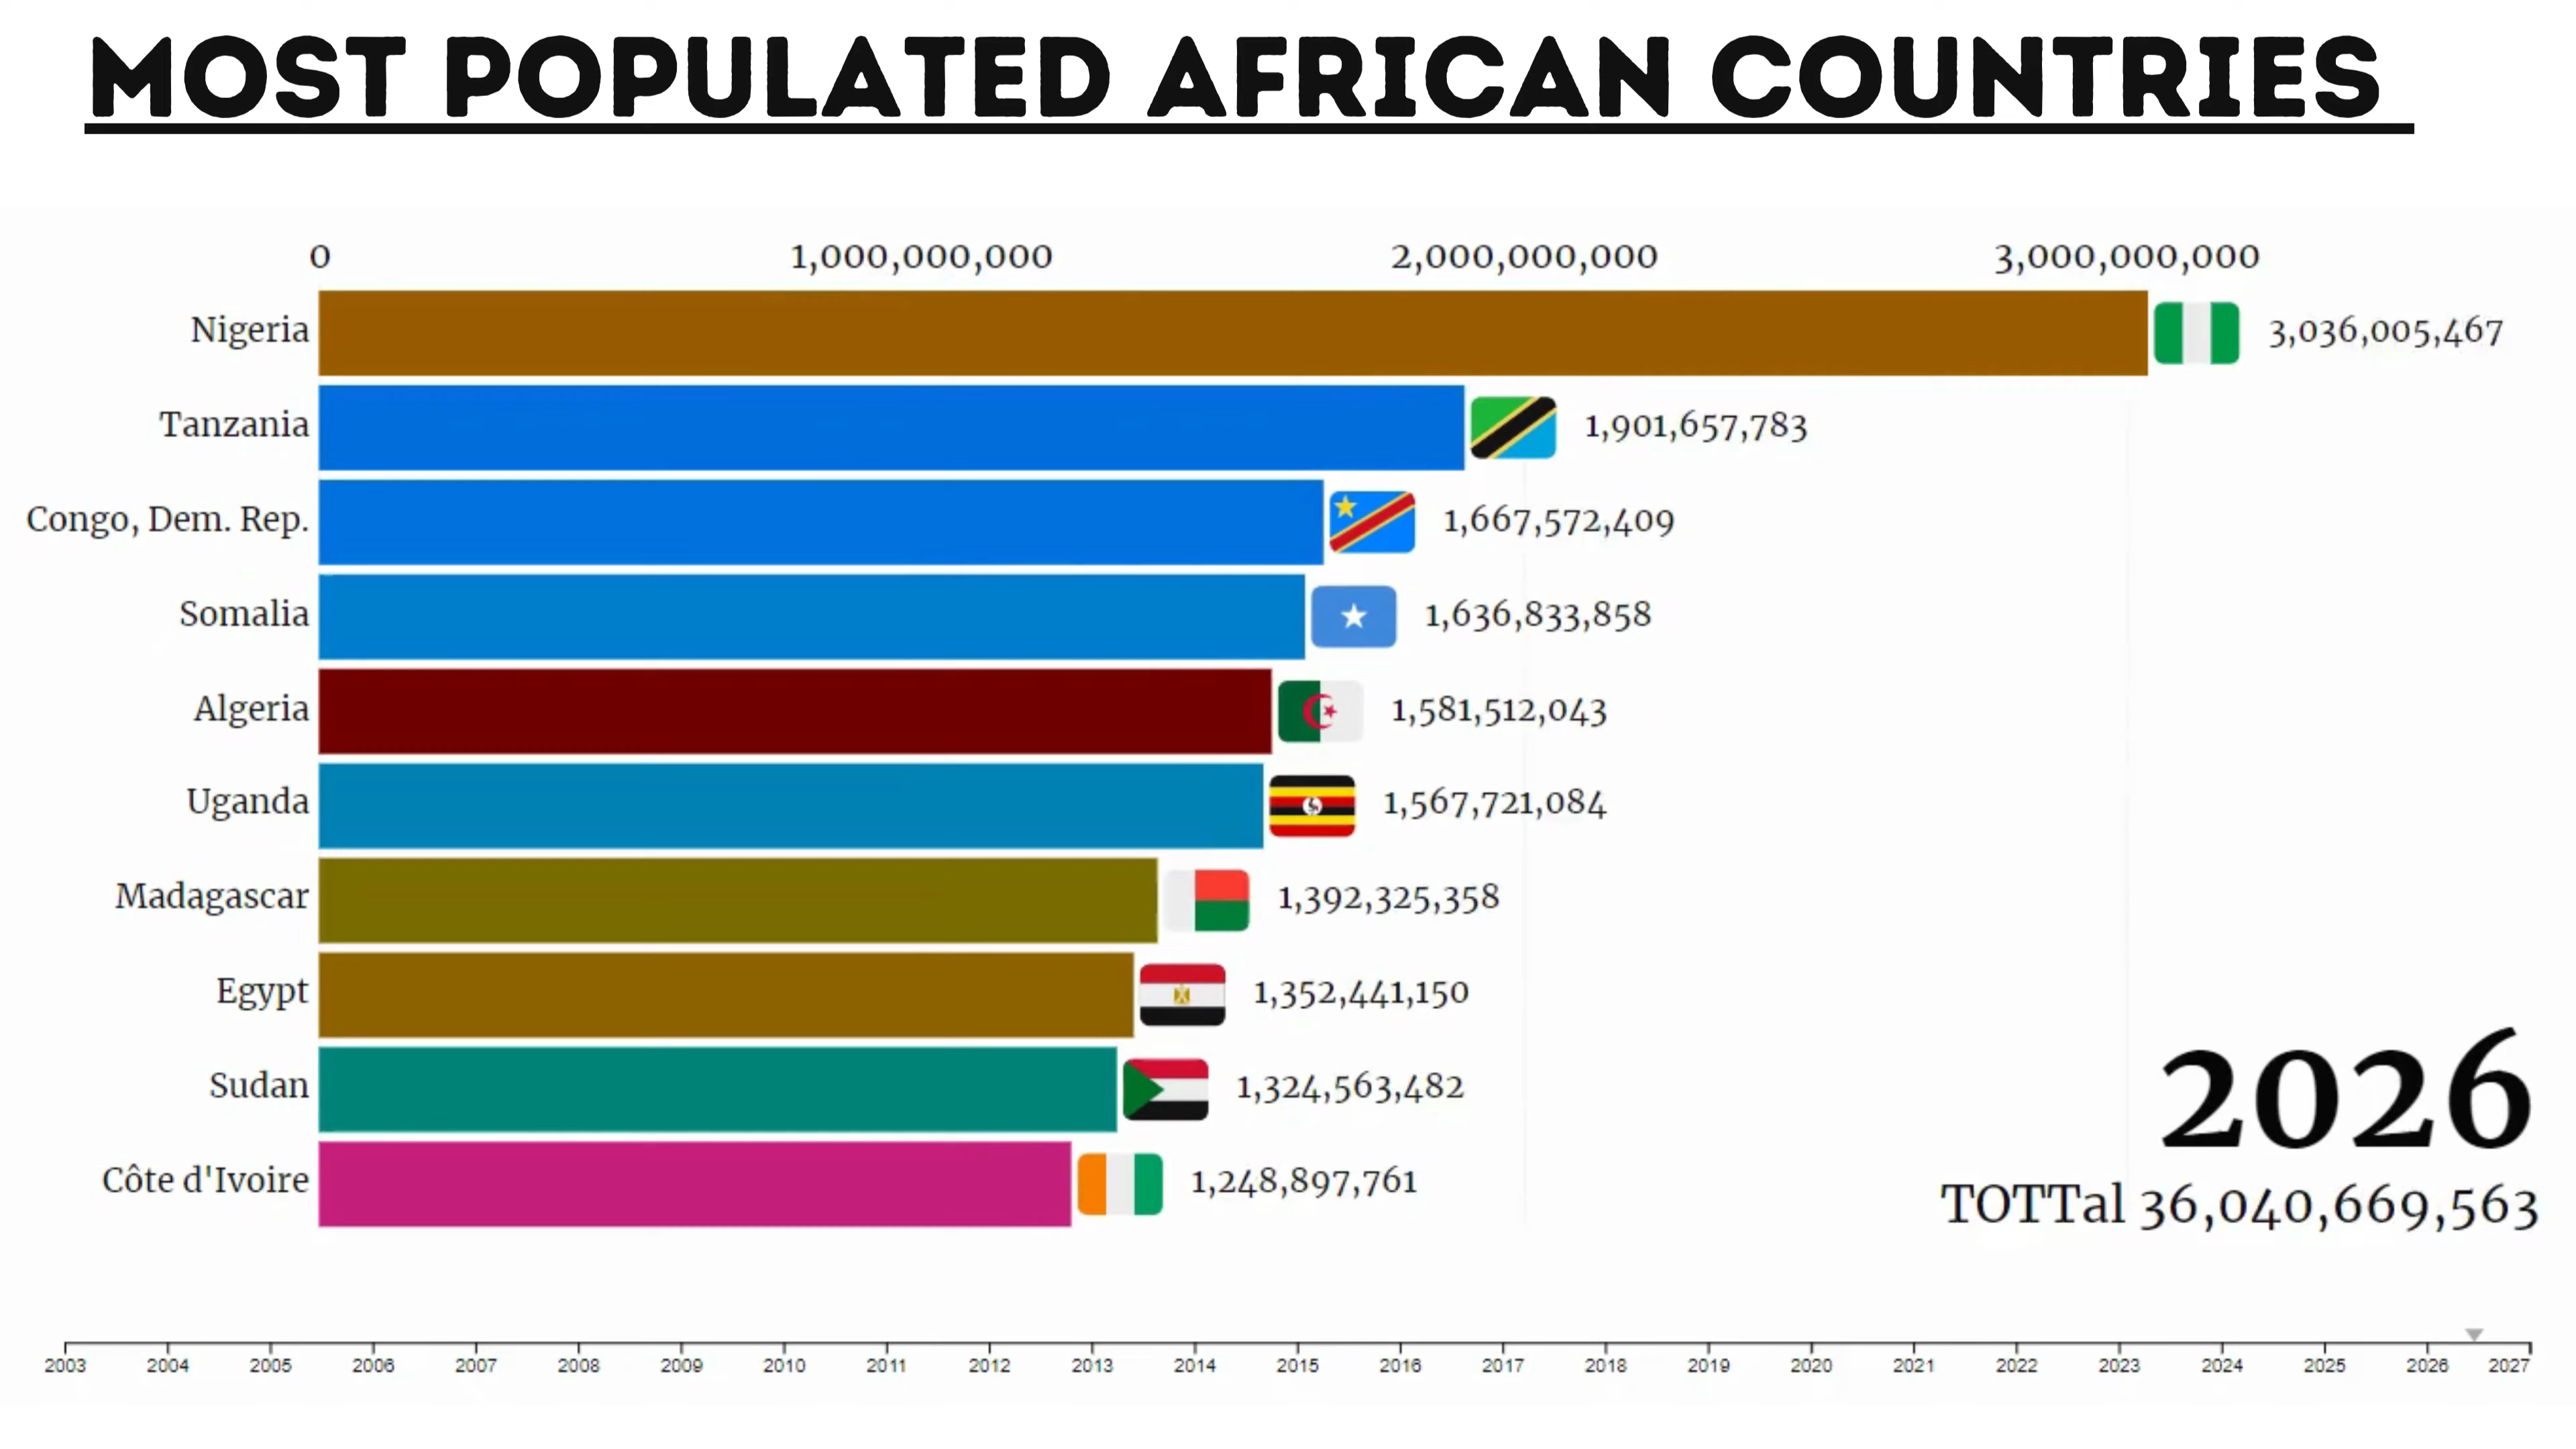 MOST POPULATED AFRICAN COUNTRIES
0 1,000,000,000 2,000,000,000 3,000,000,000
Nigeria 3,036,005,467
Tanzania 1,901,657,783
Congo, Dem. Rep. 1,667,572,409
Somalia 1,636,833,858
Algeria 1,581,512,043
Uganda 1,567,721,084
Madagascar 1,392,325,358
Egypt 1,352,441,150
Sudan 1,324,563,482
Côte d'Ivoire 1,248,897,761
2026
TOTTal 36,040,669,563
2003 2004 2005 2006 2007 2008 2009 2010 2011 2012 2013 2014 2015 2016 2017 2018 2019 2020 2021 2022 2023 2024 2025 2026 2027